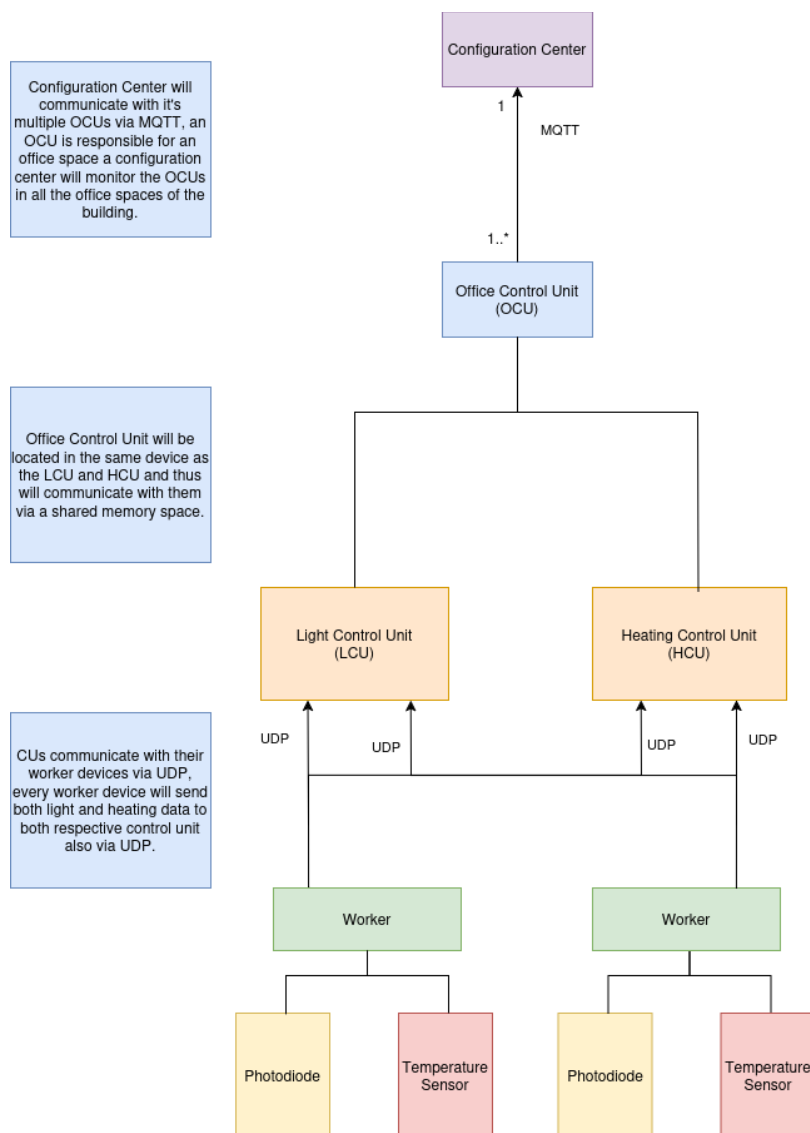 Configuration Center
Configuration Center will
communicate with it's
multiple OCUs via MQTT, an
OCU is responsible for an
office space a configuration
center will monitor the OCUs
in all the office spaces of the
building.
1
MQTT
1..*
Office Control Unit
(OCU)
Office Control Unit will be
located in the same device as
the LCU and HCU and thus
will communicate with them
via a shared memory space.
Light Control Unit
(LCU)
Heating Control Unit
(HCU)
UDP
UDP
UDP
UDP
CUs communicate with their
worker devices via UDP,
every worker device will send
both light and heating data to
both respective control unit
also via UDP.
Worker
Worker
Photodiode
Temperature
Sensor
Photodiode
Temperature
Sensor